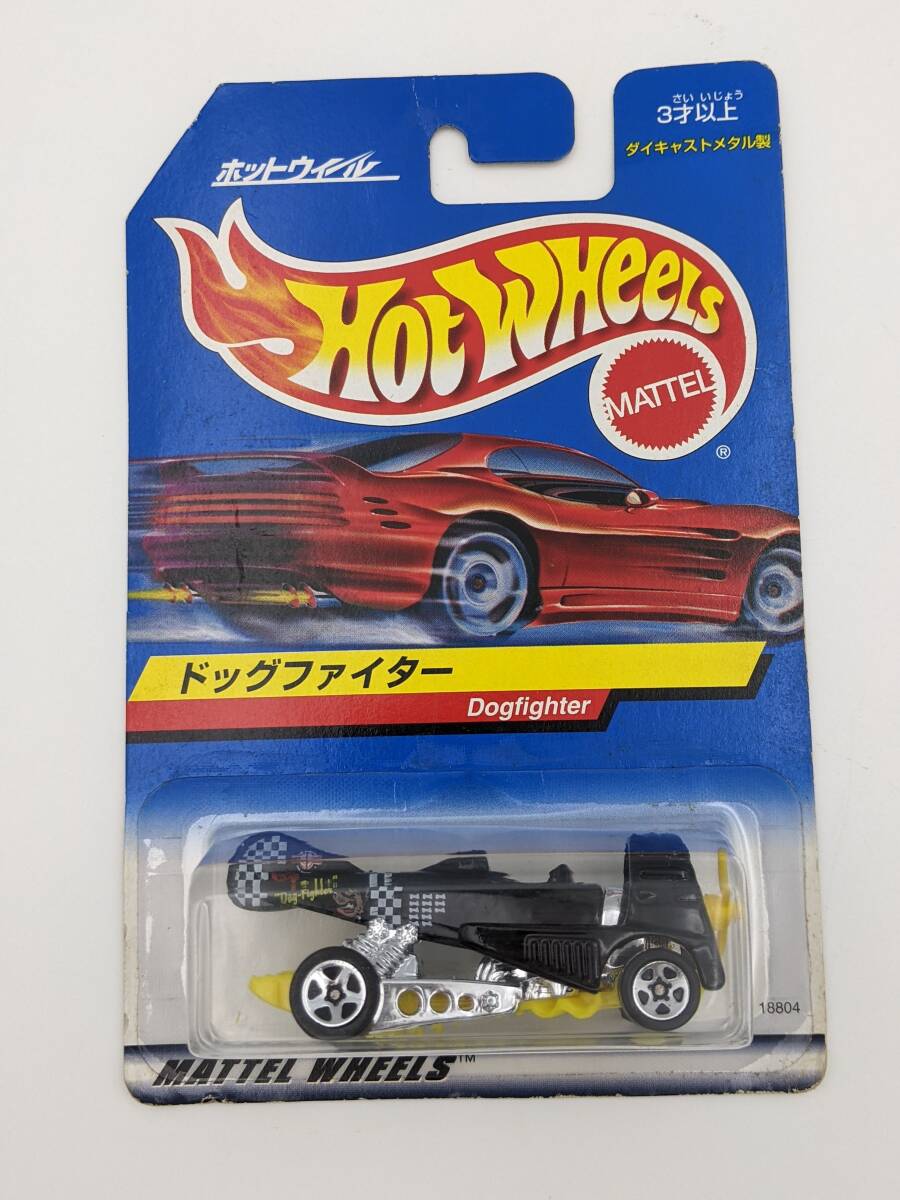 さい いじょう
3才以上
ダイキャストメタル製
ホットウイール
HOT WHEELS
MATTEL
®
ドッグファイター
Dogfighter
"Dog-Fighter"
18804
MATTEL WHEELS™